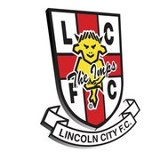 L C
The Imps
F C
LINCOLN CITY F.C.